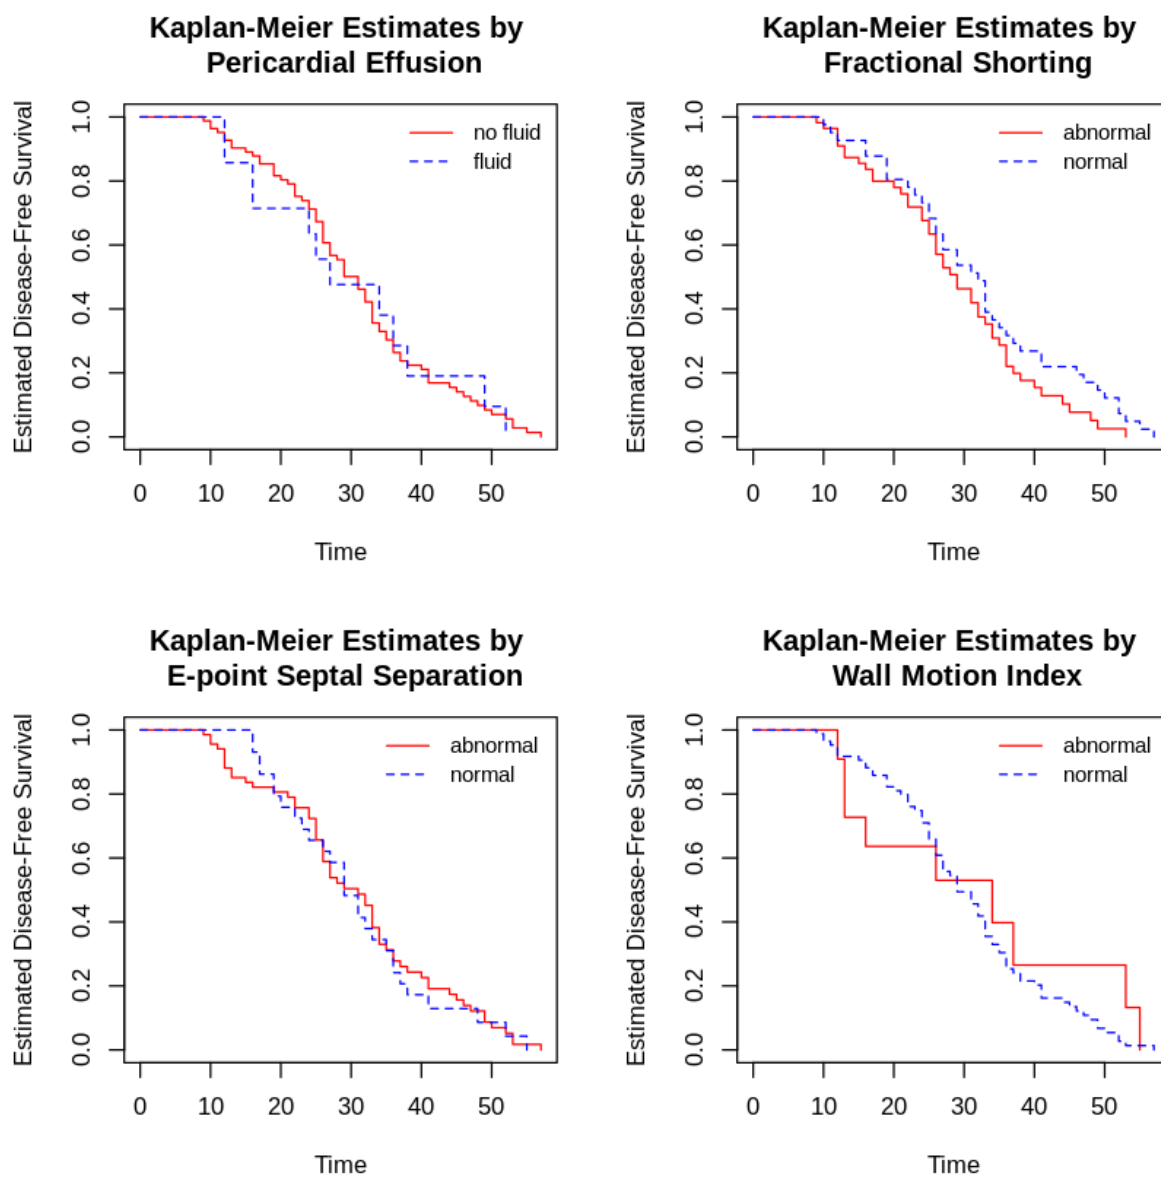 Kaplan-Meier Estimates by
Pericardial Effusion
Estimated Disease-Free Survival
1.0
0.8
0.6
0.4
0.2
0.0
no fluid
fluid
0 10 20 30 40 50
Time
Kaplan-Meier Estimates by
Fractional Shorting
Estimated Disease-Free Survival
1.0
0.8
0.6
0.4
0.2
0.0
abnormal
normal
0 10 20 30 40 50
Time
Kaplan-Meier Estimates by
E-point Septal Separation
Estimated Disease-Free Survival
1.0
0.8
0.6
0.4
0.2
0.0
abnormal
normal
0 10 20 30 40 50
Time
Kaplan-Meier Estimates by
Wall Motion Index
Estimated Disease-Free Survival
1.0
0.8
0.6
0.4
0.2
0.0
abnormal
normal
0 10 20 30 40 50
Time